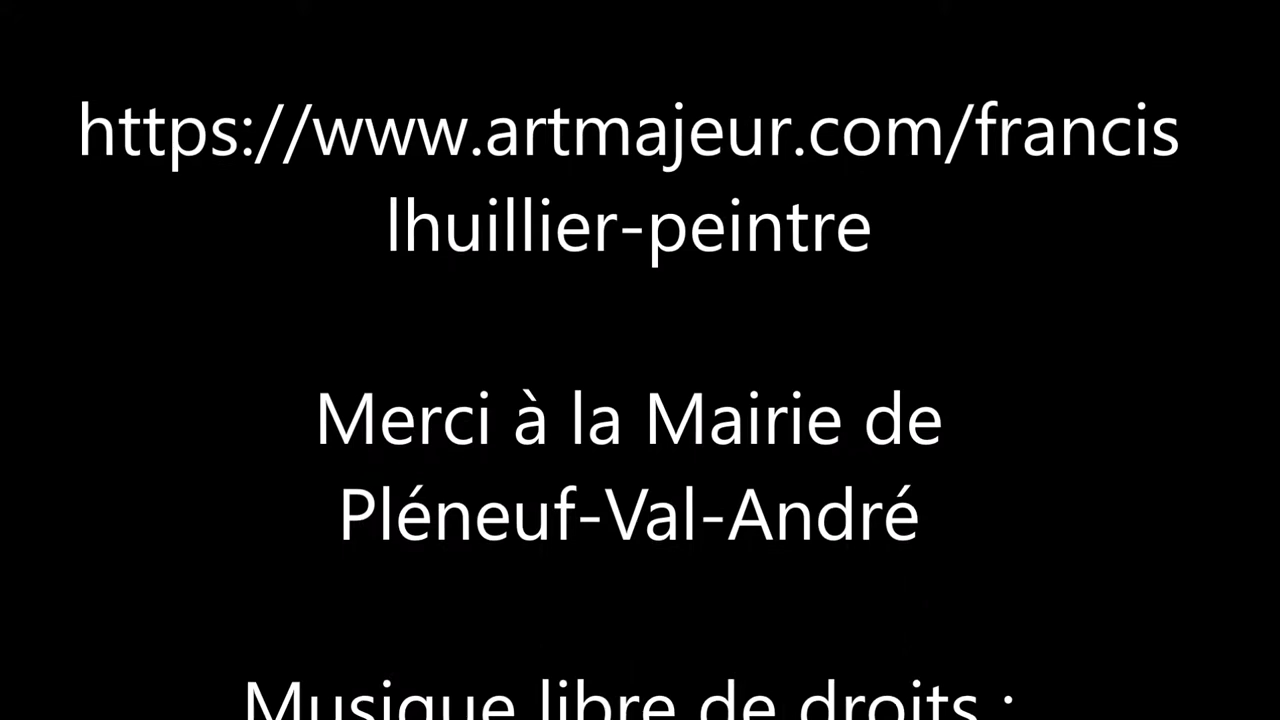 https://www.artmajeur.com/francis
lhuillier-peintre
Merci à la Mairie de
Pléneuf-Val-André
Musique libre de droits :